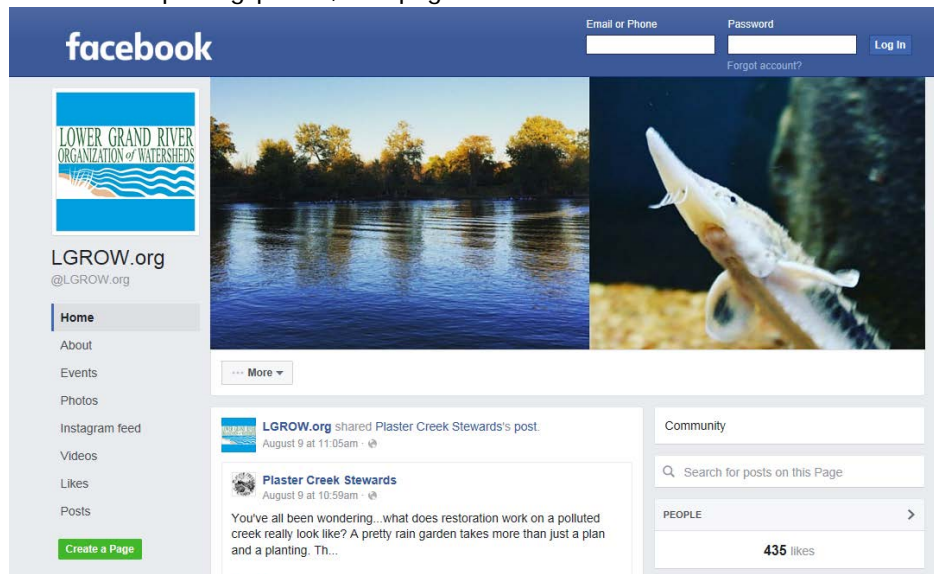 facebook
Email or Phone
Password
Log In
Forgot account?
LOWER GRAND RIVER
ORGANIZATION of WATERSHEDS
LGROW.org
@LGROW.org
Home
About
Events
Photos
Instagram feed
Videos
Likes
Posts
Create a Page
··· More
LGROW.org shared Plaster Creek Stewards's post.
August 9 at 11:05am ·
Plaster Creek Stewards
August 9 at 10:59am ·
You've all been wondering...what does restoration work on a polluted
creek really look like? A pretty rain garden takes more than just a plan
and a planting. Th...
Community
Search for posts on this Page
PEOPLE
435 likes